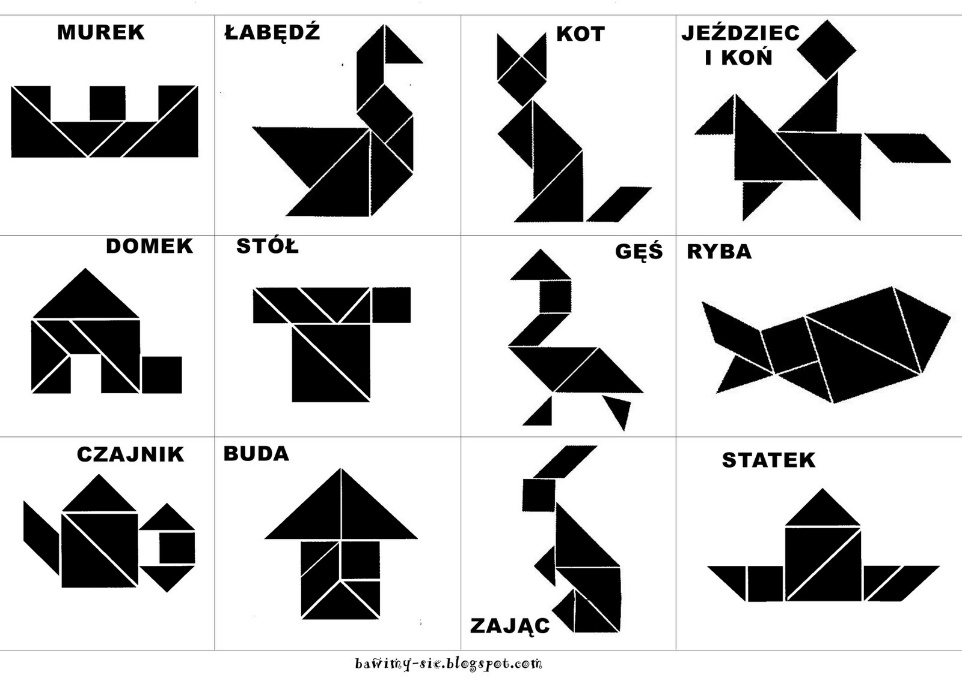 MUREK
ŁABĘDŹ
KOT
JEŹDZIEC
I KOŃ
DOMEK
STÓŁ
GĘŚ
RYBA
CZAJNIK
BUDA
ZAJĄC
STATEK
bawimy-sie.blogspot.com